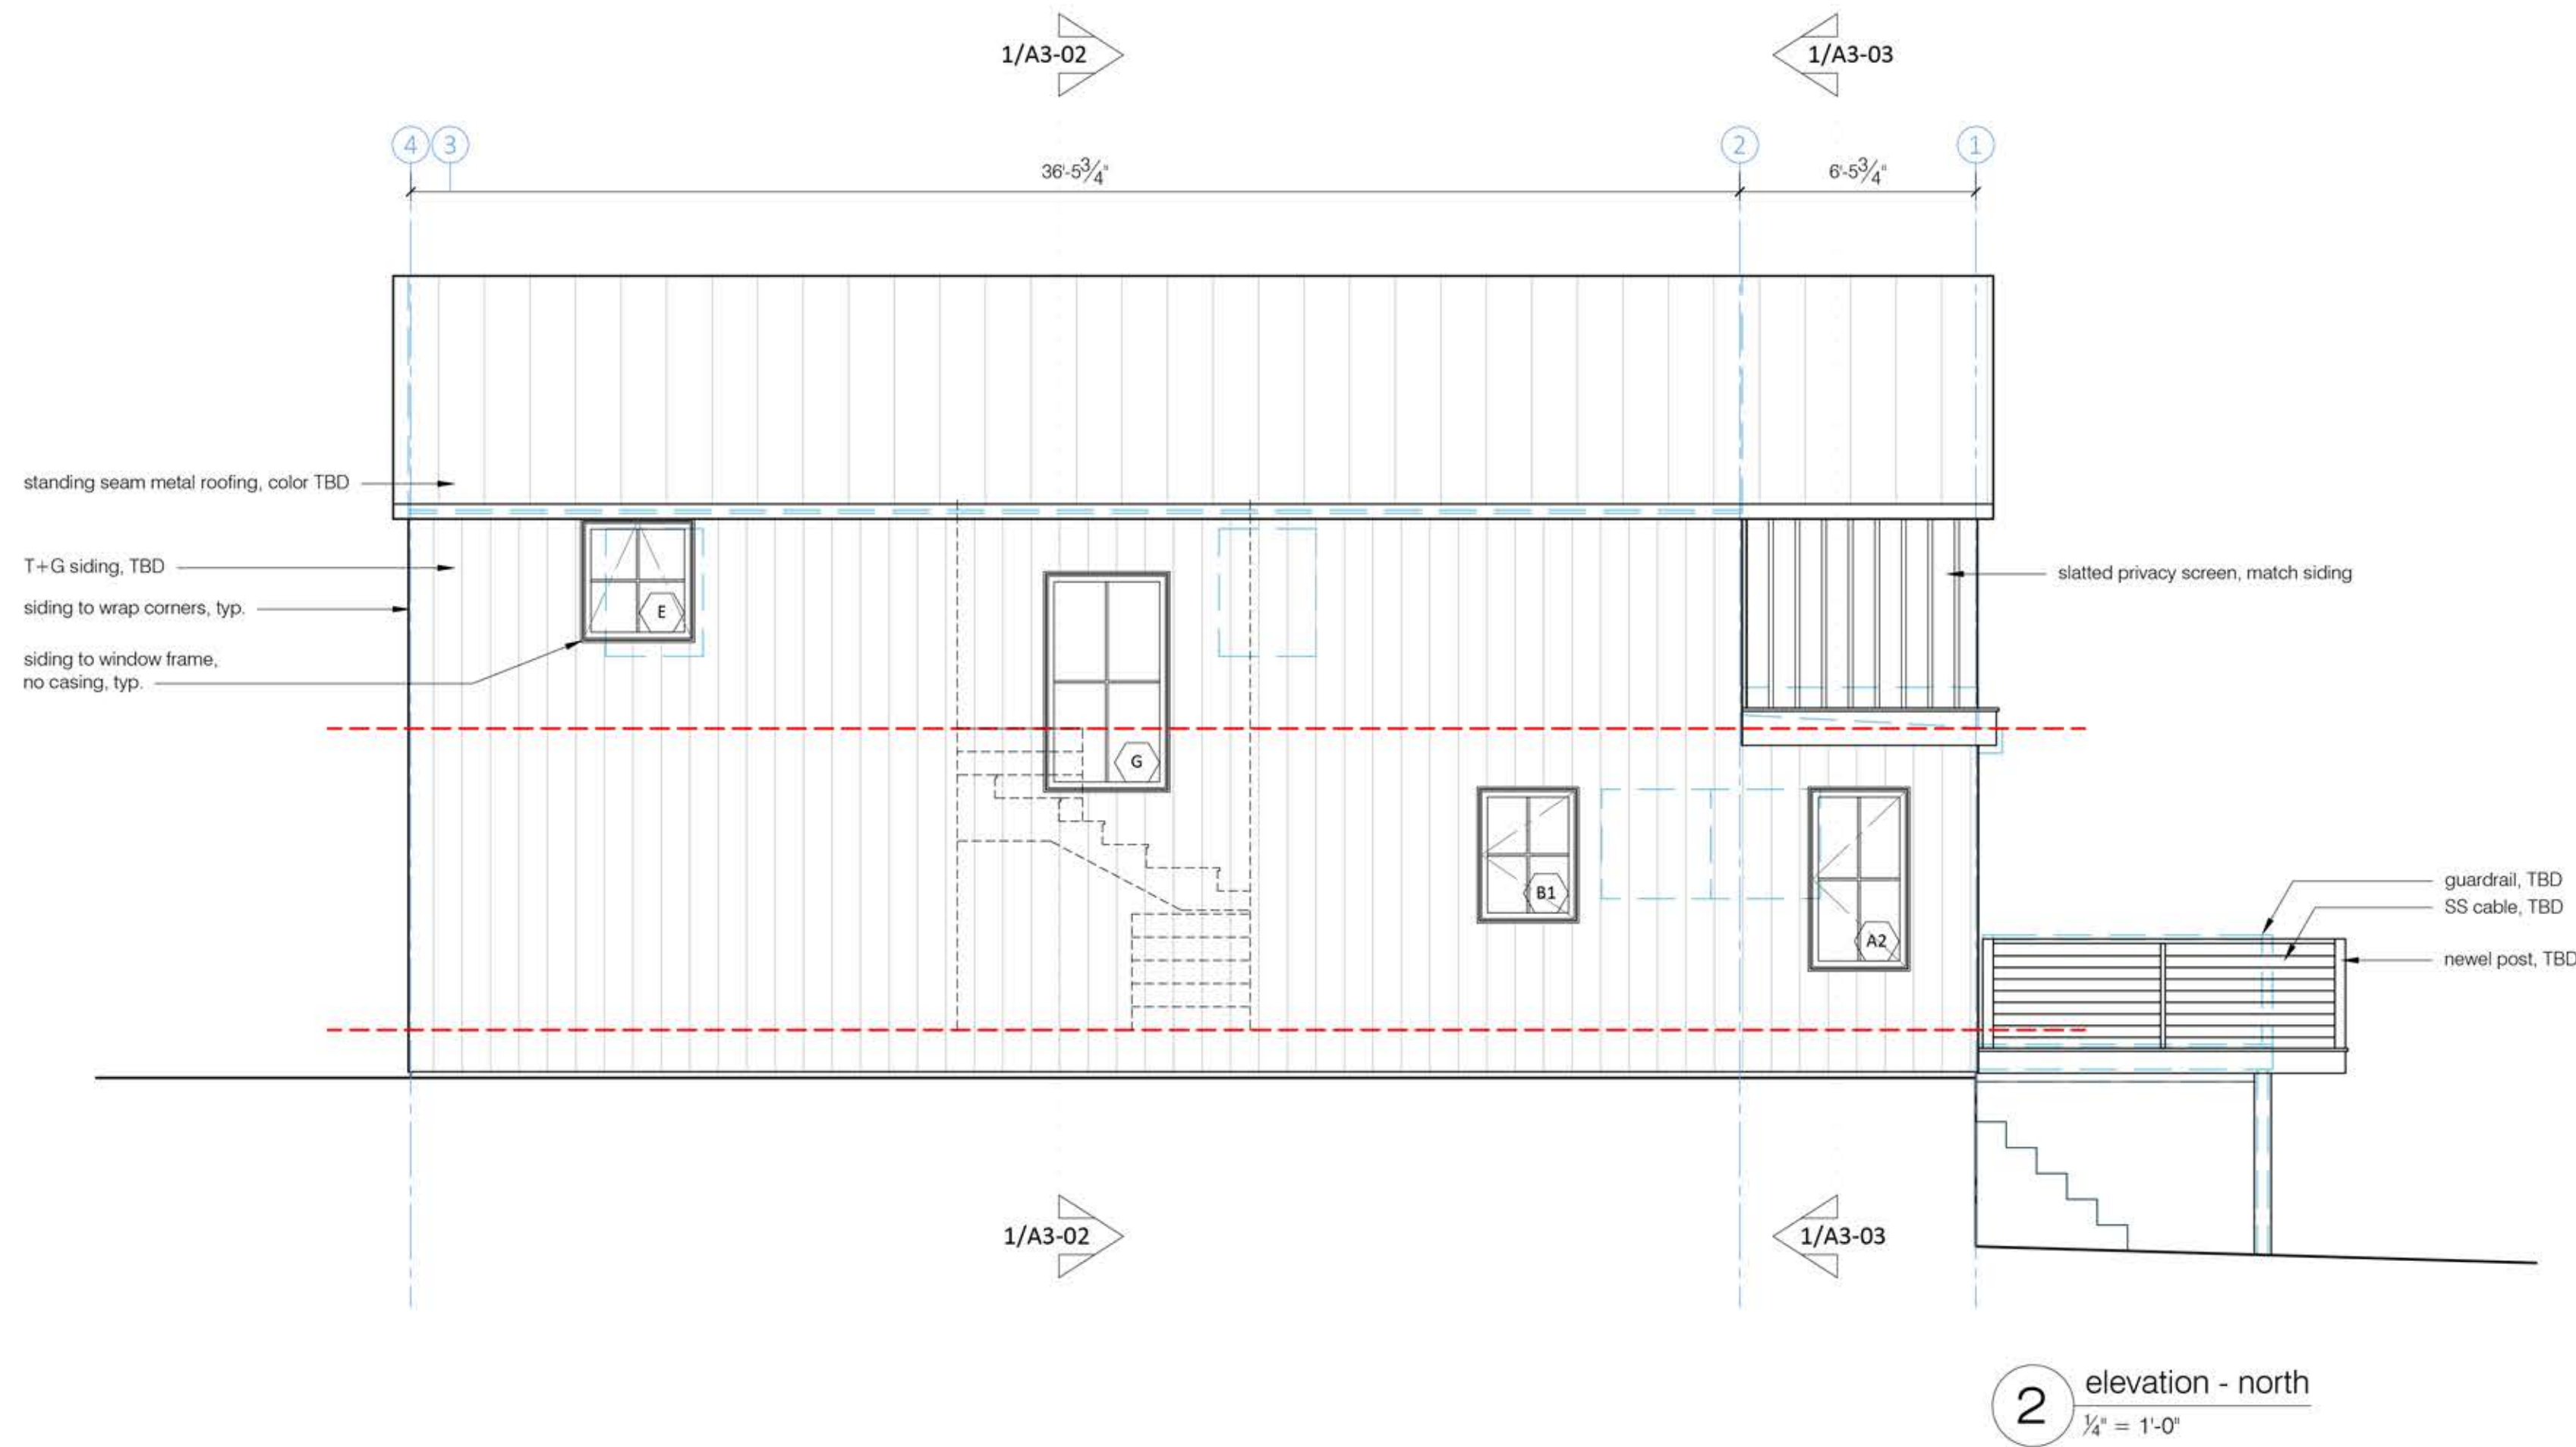 1/A3-02
1/A3-03
4
3
2
1
36'-5¾"
6'-5¾"
standing seam metal roofing, color TBD
T+G siding, TBD
siding to wrap corners, typ.
siding to window frame,
no casing, typ.
slatted privacy screen, match siding
E
G
B1
A2
guardrail, TBD
SS cable, TBD
newel post, TBD
1/A3-02
1/A3-03
2
elevation - north
¼" = 1'-0"